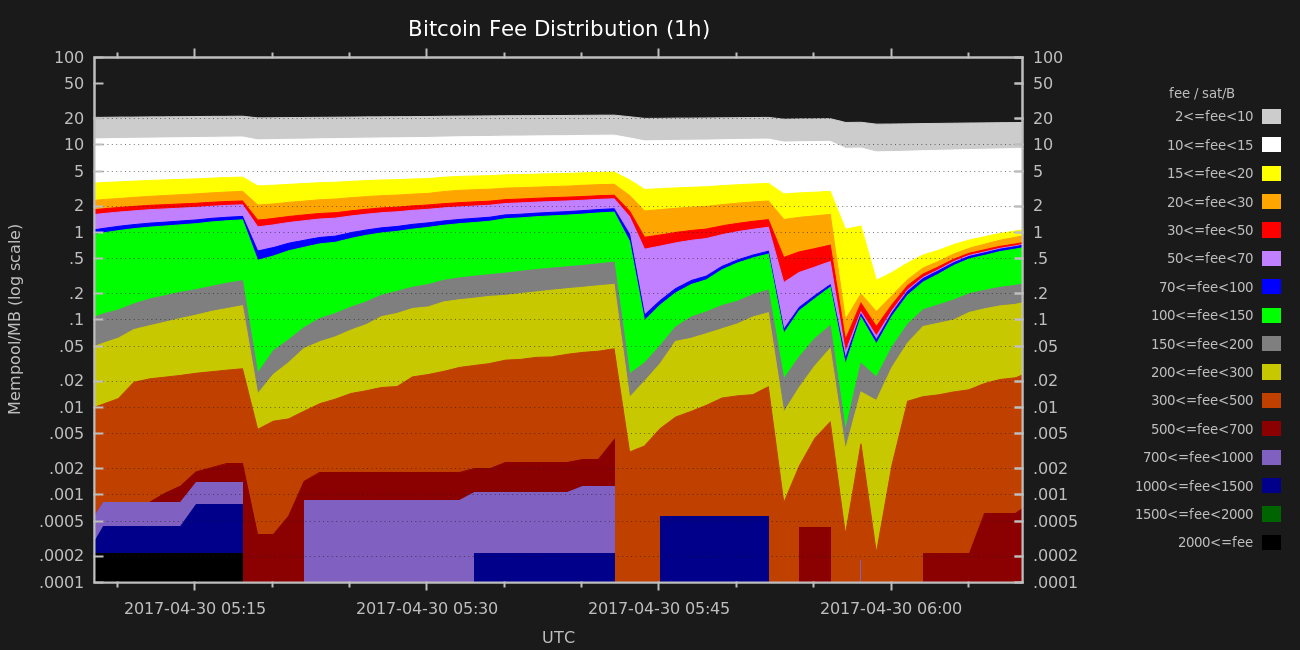 Bitcoin Fee Distribution (1h)
Mempool/MB (log scale)
100
50
20
10
5
2
1
.5
.2
.1
.05
.02
.01
.005
.002
.001
.0005
.0002
.0001
100
50
20
10
5
2
1
.5
.2
.1
.05
.02
.01
.005
.002
.001
.0005
.0002
.0001
2017-04-30 05:15
2017-04-30 05:30
2017-04-30 05:45
2017-04-30 06:00
UTC
fee / sat/B
2<=fee<10
10<=fee<15
15<=fee<20
20<=fee<30
30<=fee<50
50<=fee<70
70<=fee<100
100<=fee<150
150<=fee<200
200<=fee<300
300<=fee<500
500<=fee<700
700<=fee<1000
1000<=fee<1500
1500<=fee<2000
2000<=fee